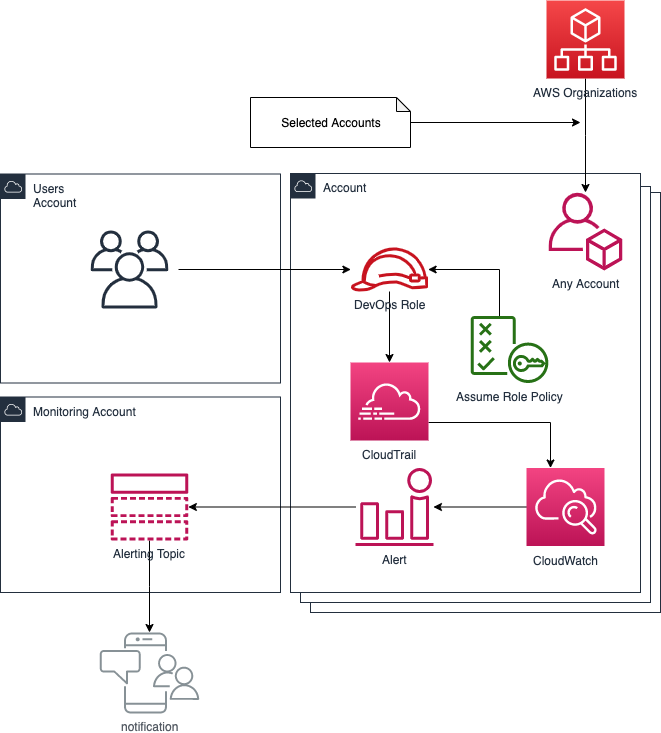 AWS Organizations
Selected Accounts
Users
Account
Account
Any Account
DevOps Role
Assume Role Policy
Monitoring Account
CloudTrail
Alerting Topic
Alert
CloudWatch
notification